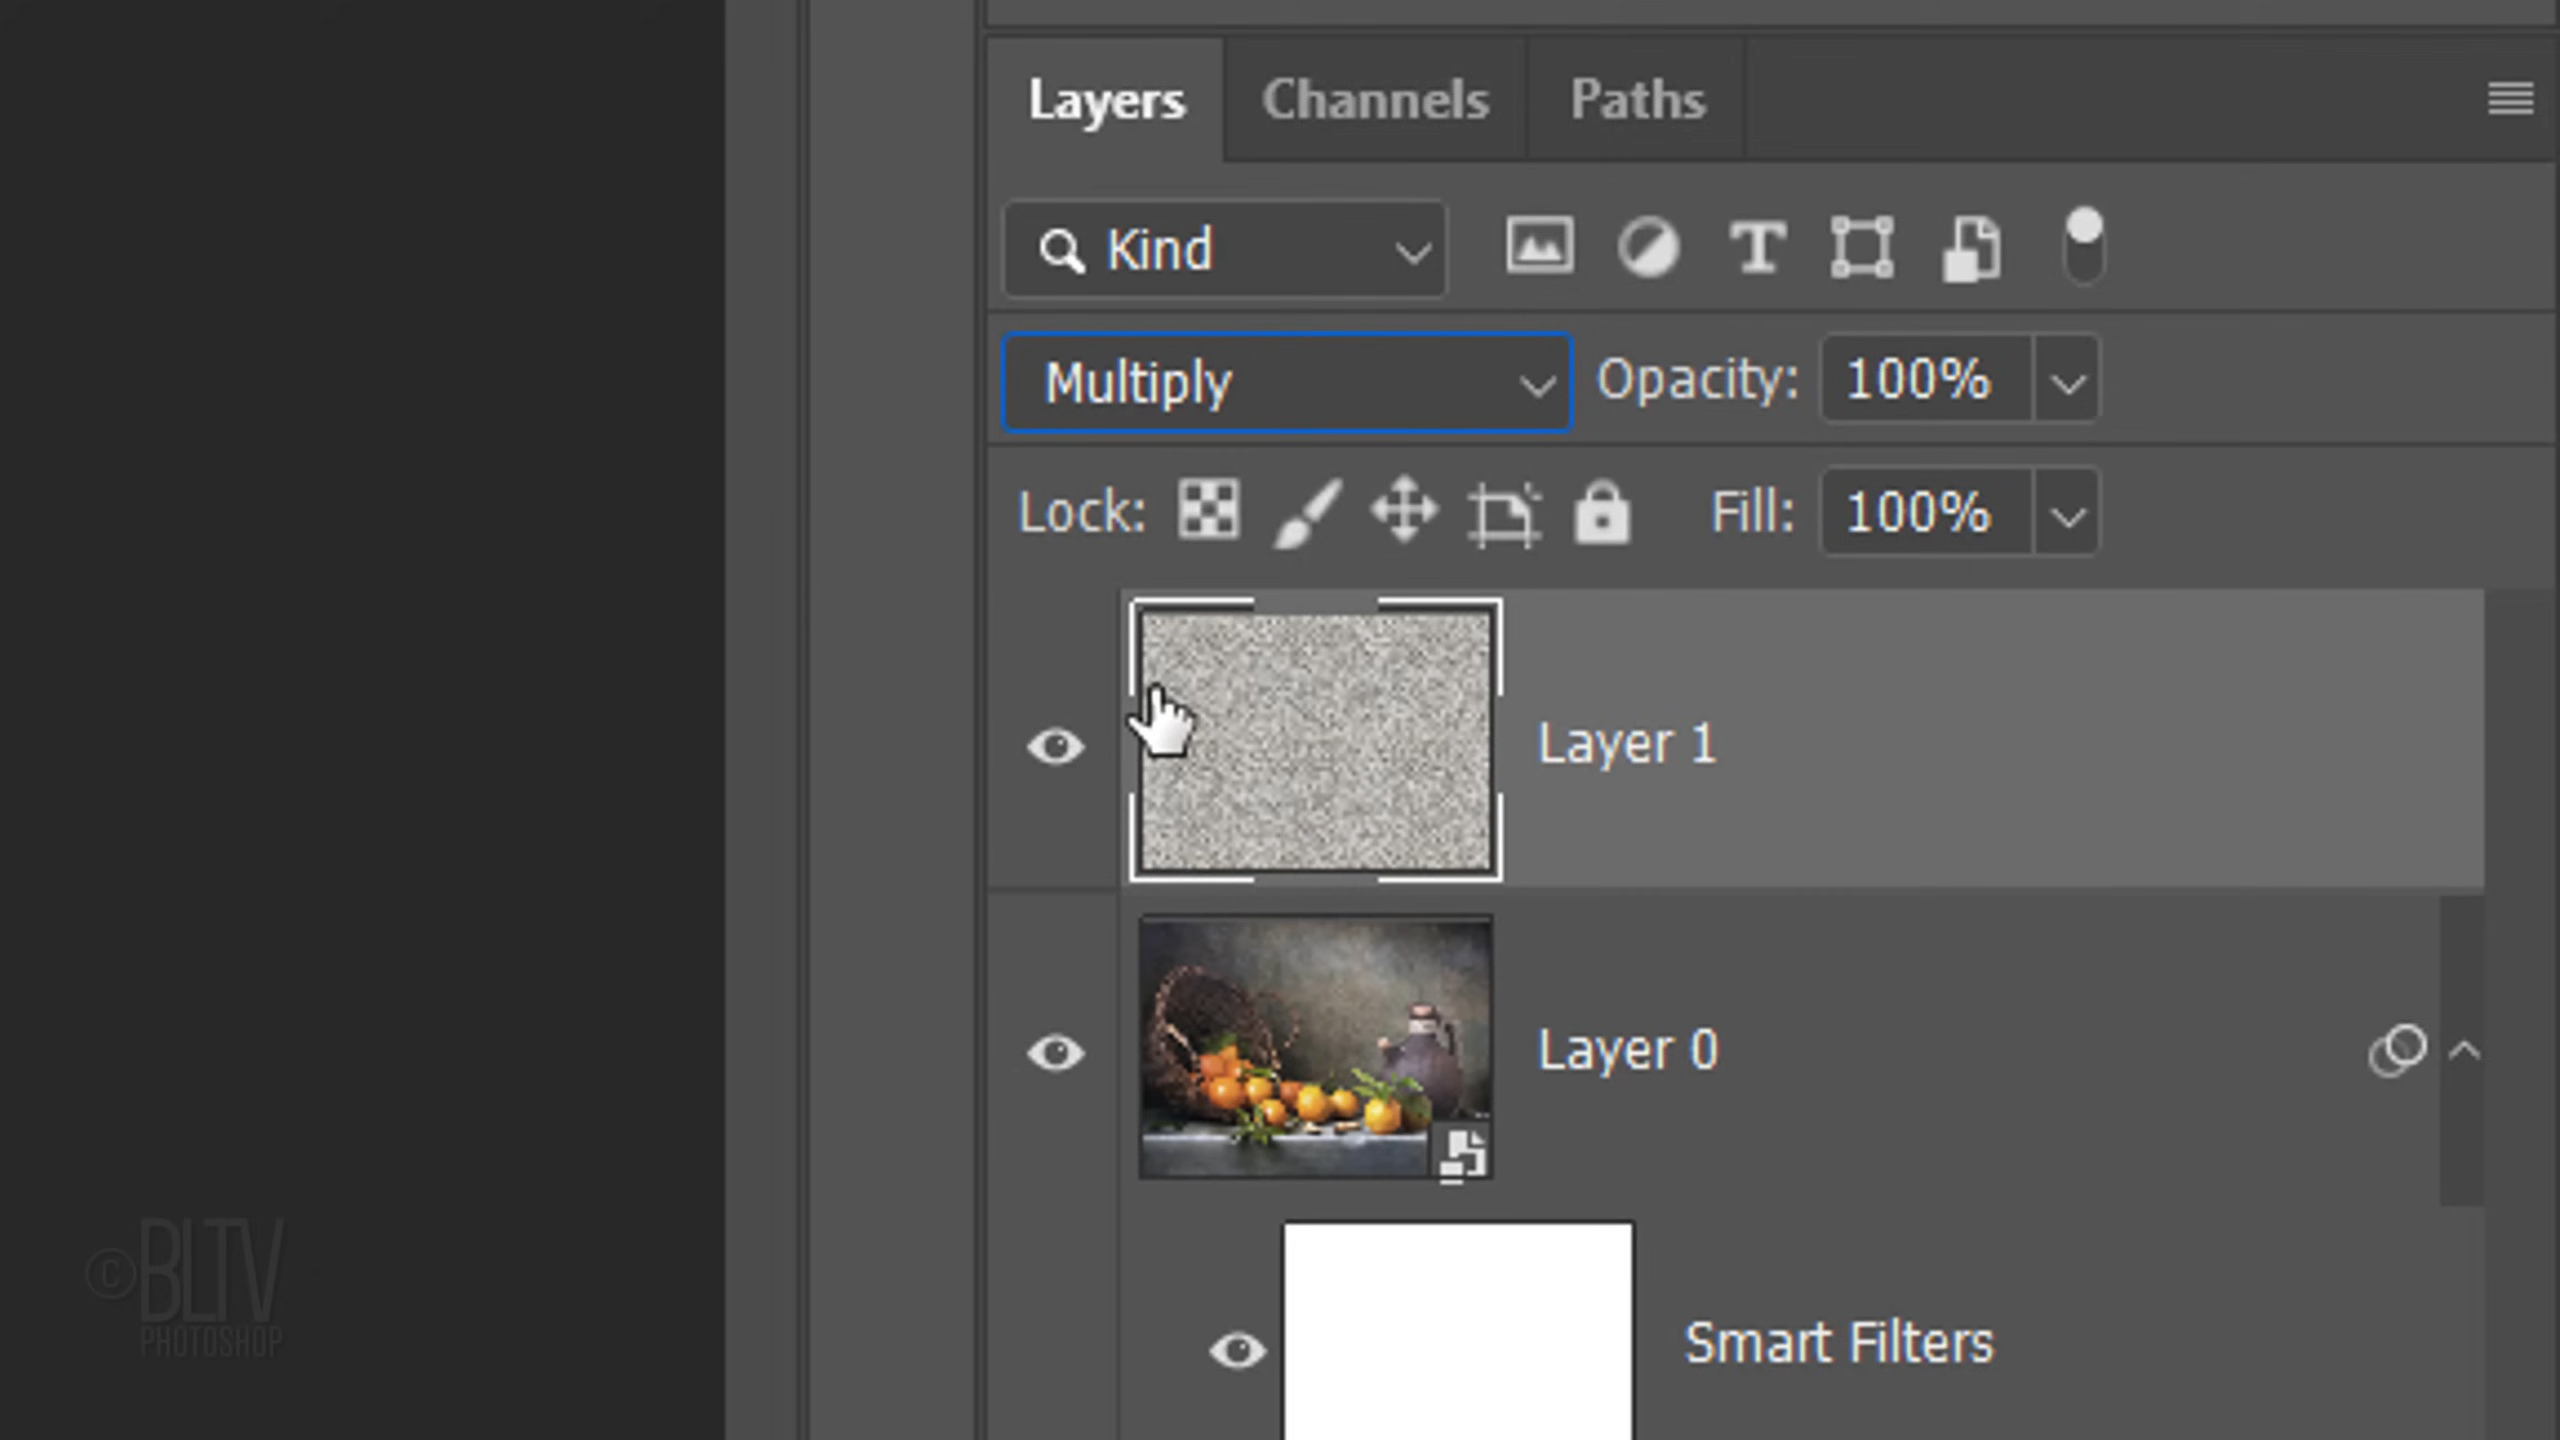 Layers Channels Paths
Kind
Multiply Opacity: 100%
Lock: Fill: 100%
Layer 1
Layer 0
Smart Filters
©BLTV
PHOTOSHOP